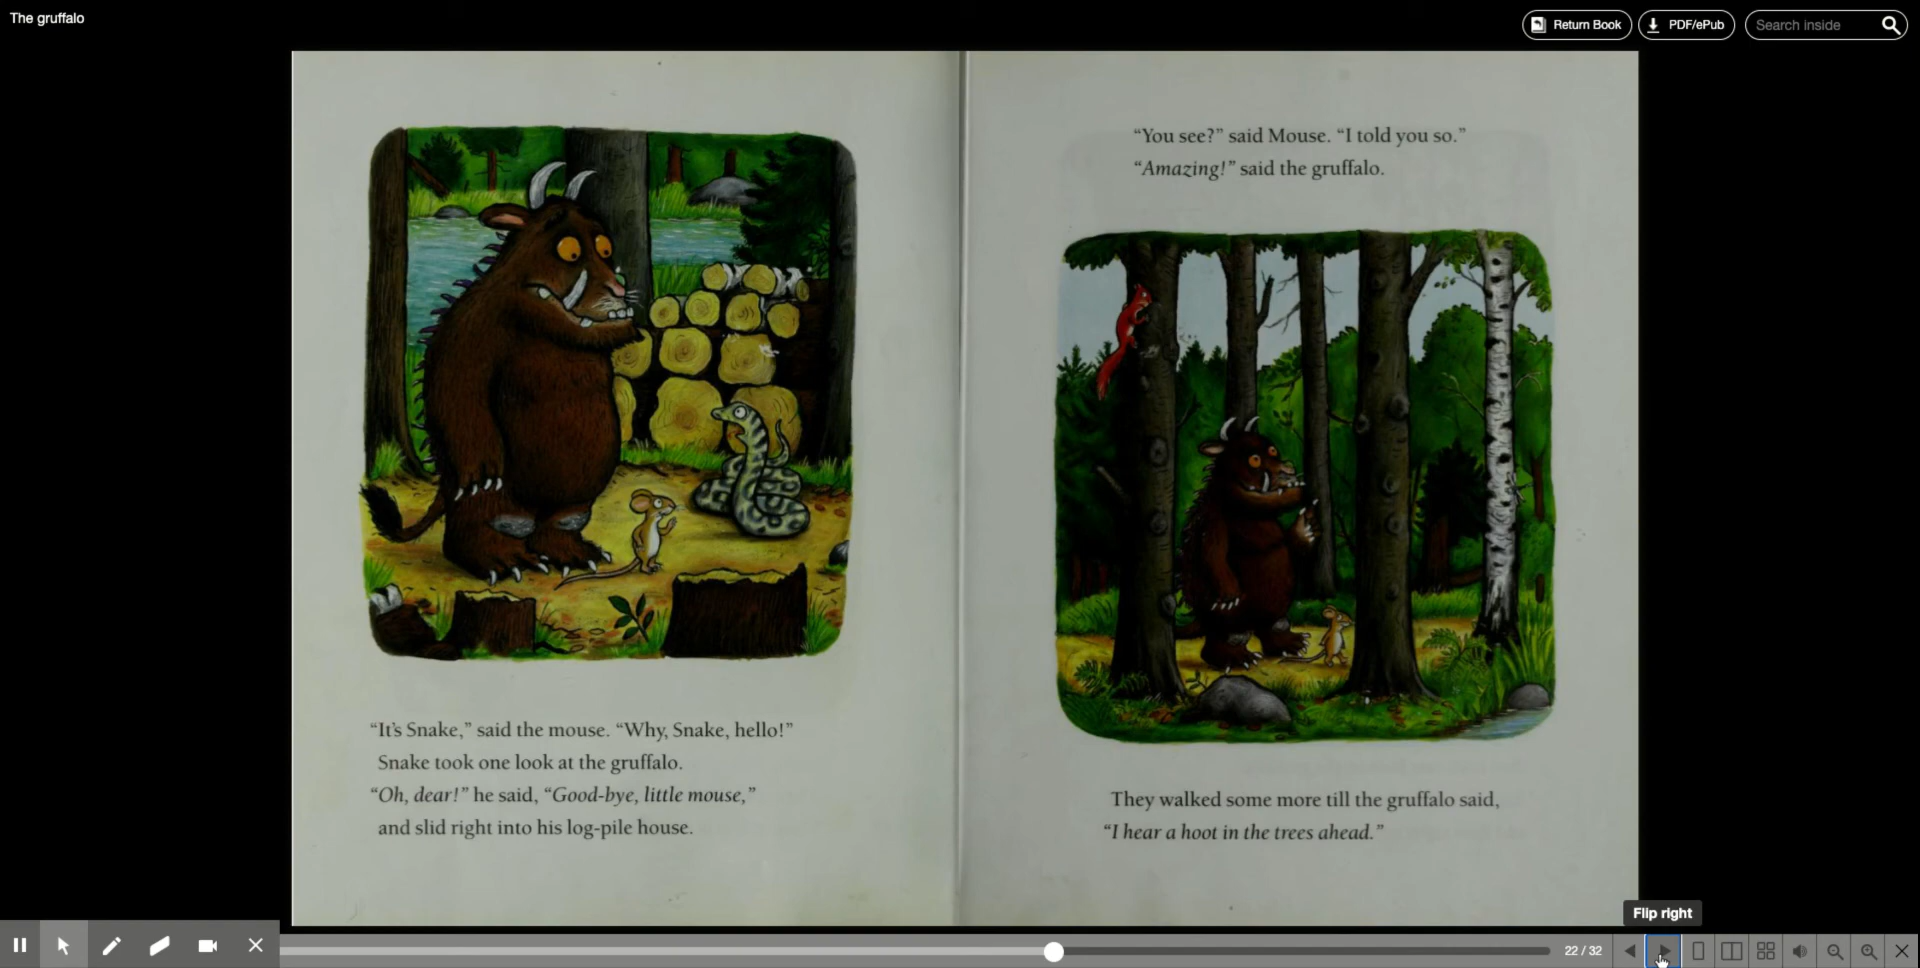 The gruffalo
Return Book
PDF/ePub
Search inside
“It’s Snake,” said the mouse. “Why, Snake, hello!”
Snake took one look at the gruffalo.
“Oh, dear!” he said, “Good-bye, little mouse,”
and slid right into his log-pile house.
“You see?” said Mouse. “I told you so.”
“Amazing!” said the gruffalo.
They walked some more till the gruffalo said,
“I hear a hoot in the trees ahead.”
Flip right
22 / 32